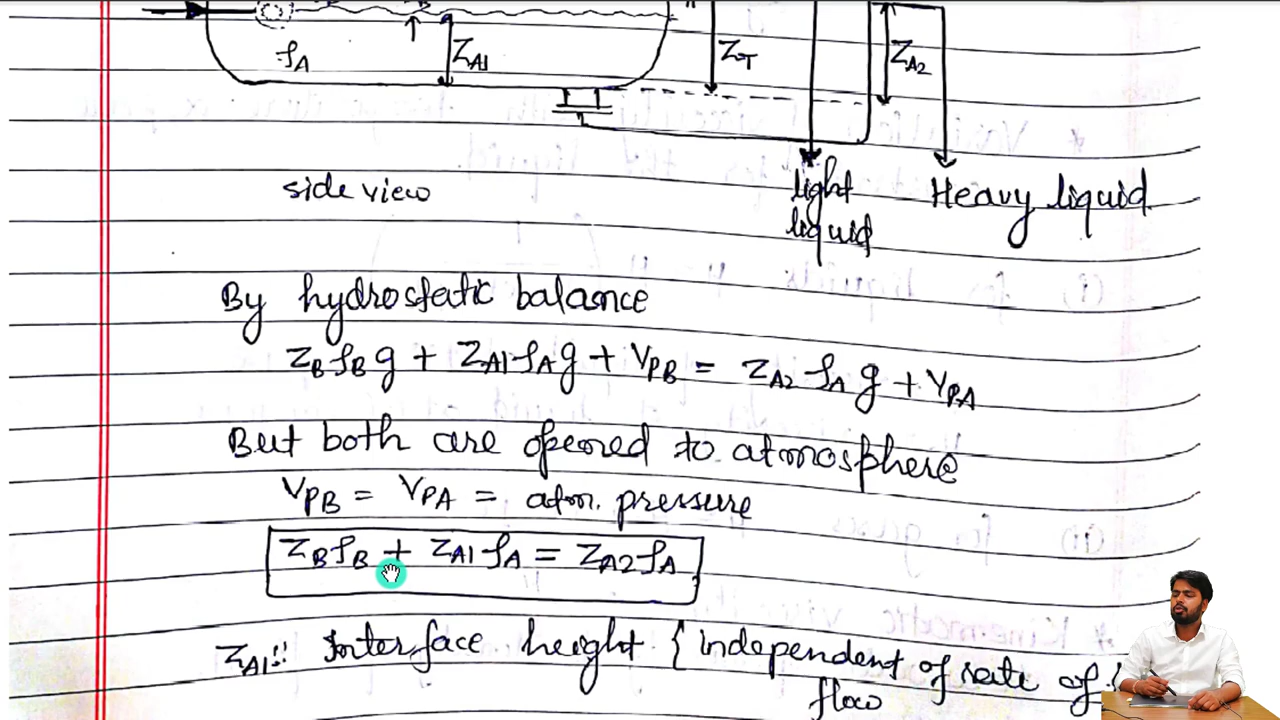 ρA
ZA1
ZT
ZA2
side view
light
liquid
Heavy liquid
By hydrostatic balance
ZB ρB g + ZA1 ρA g + VPB = ZA2 ρA g + VPA
But both are opened to atmosphere
VPB = VPA = atm. pressure
ZB ρB + ZA1 ρA = ZA2 ρA
ZA1:: Interface height { independent of rate of
flow